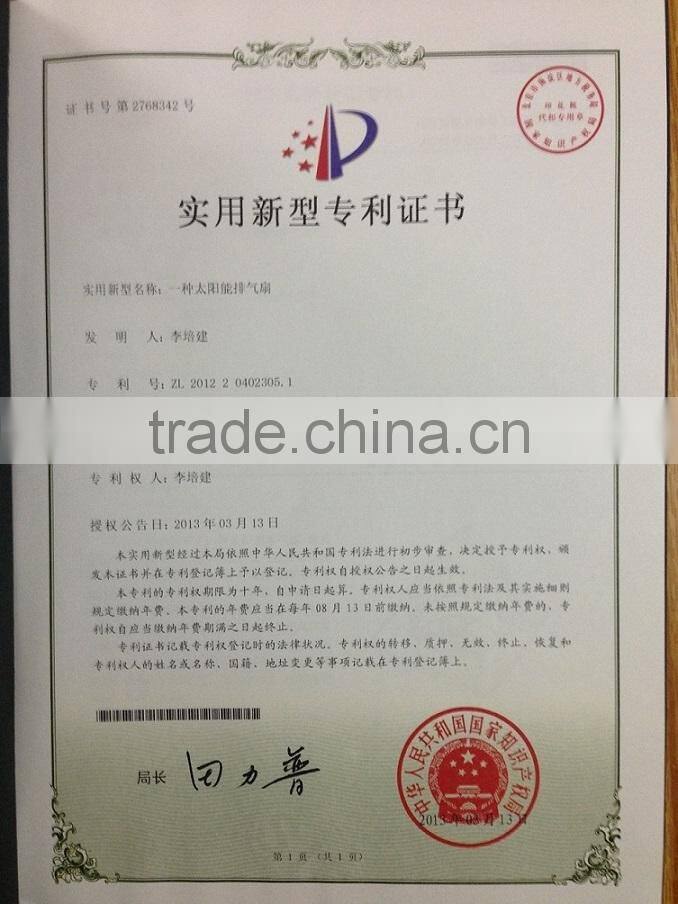 证书号第2768342号
印花税
代扣专用章
实用新型专利证书
实用新型名称：一种太阳能排气扇
发明人：李培建
专利号：ZL 2012 2 0402305.1
trade.china.cn
专利权人：李培建
授权公告日：2013年03月13日
本实用新型经过本局依照中华人民共和国专利法进行初步审查，决定授予专利权，颁
发本证书并在专利登记簿上予以登记。专利权自授权公告之日起生效。
本专利的专利权期限为十年，自申请日起算。专利权人应当依照专利法及其实施细则
规定缴纳年费。本专利的年费应当在每年08月13日前缴纳。未按照规定缴纳年费的，专
利权自应当缴纳年费期满之日起终止。
专利证书记载专利权登记时的法律状况。专利权的转移、质押、无效、终止、恢复和
专利权人的姓名或名称、国籍、地址变更等事项记载在专利登记簿上。
局长
田力普
中华人民共和国国家知识产权局
2013年03月13日
第1页（共1页）